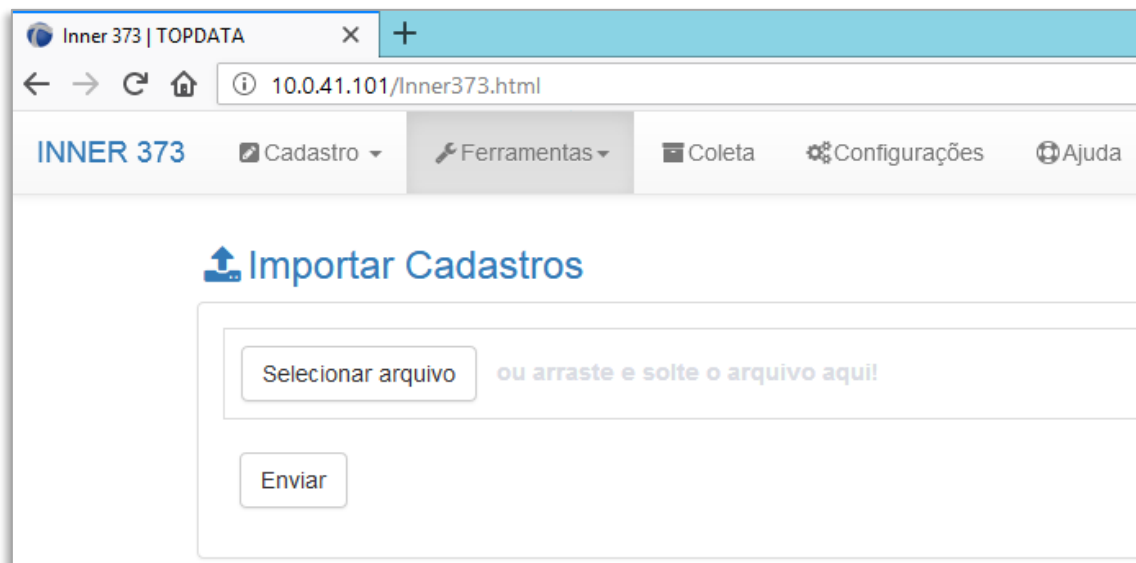 Inner 373 | TOPDATA
10.0.41.101/Inner373.html
INNER 373 Cadastro Ferramentas Coleta Configurações Ajuda
Importar Cadastros
Selecionar arquivo ou arraste e solte o arquivo aqui!
Enviar